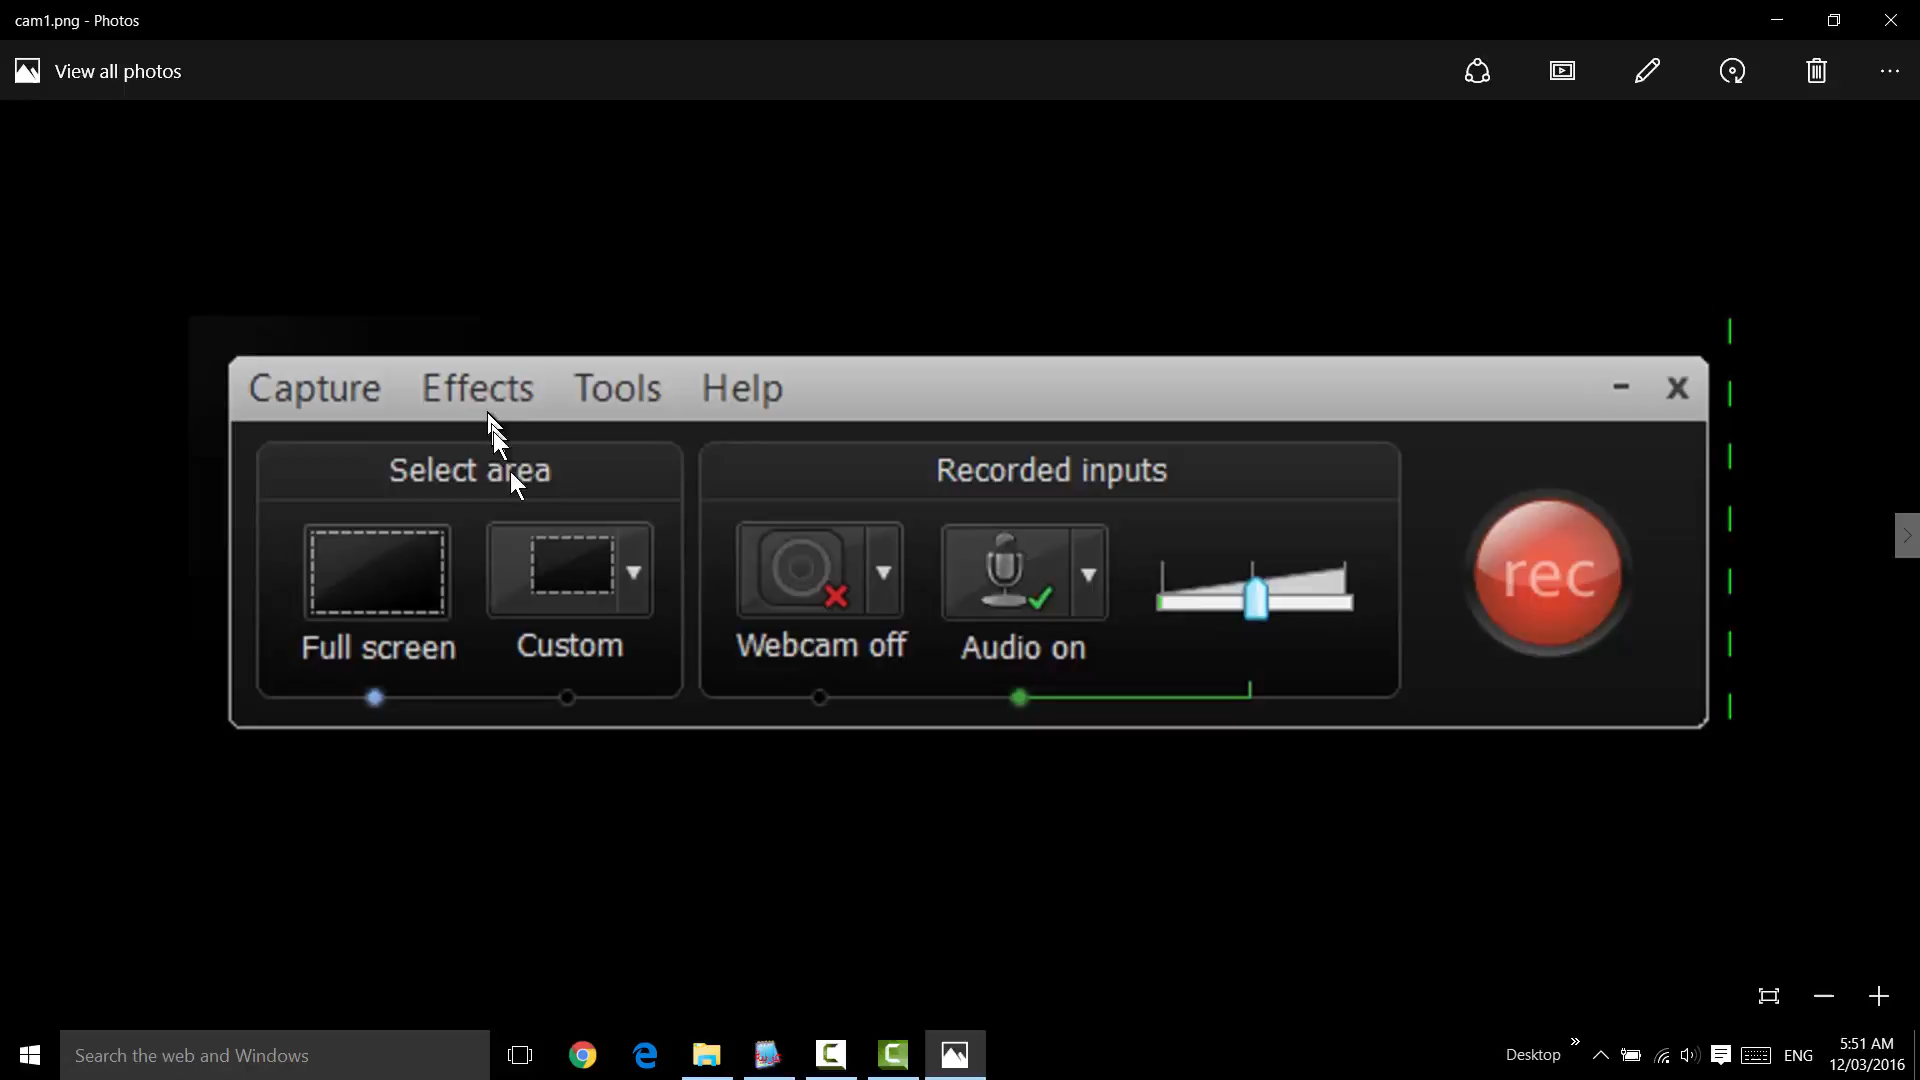 cam1.png - Photos
View all photos
Capture Effects Tools Help
Select area
Recorded inputs
rec
Full screen
Custom
Webcam off
Audio on
Search the web and Windows
Desktop
ENG
5:51 AM
12/03/2016